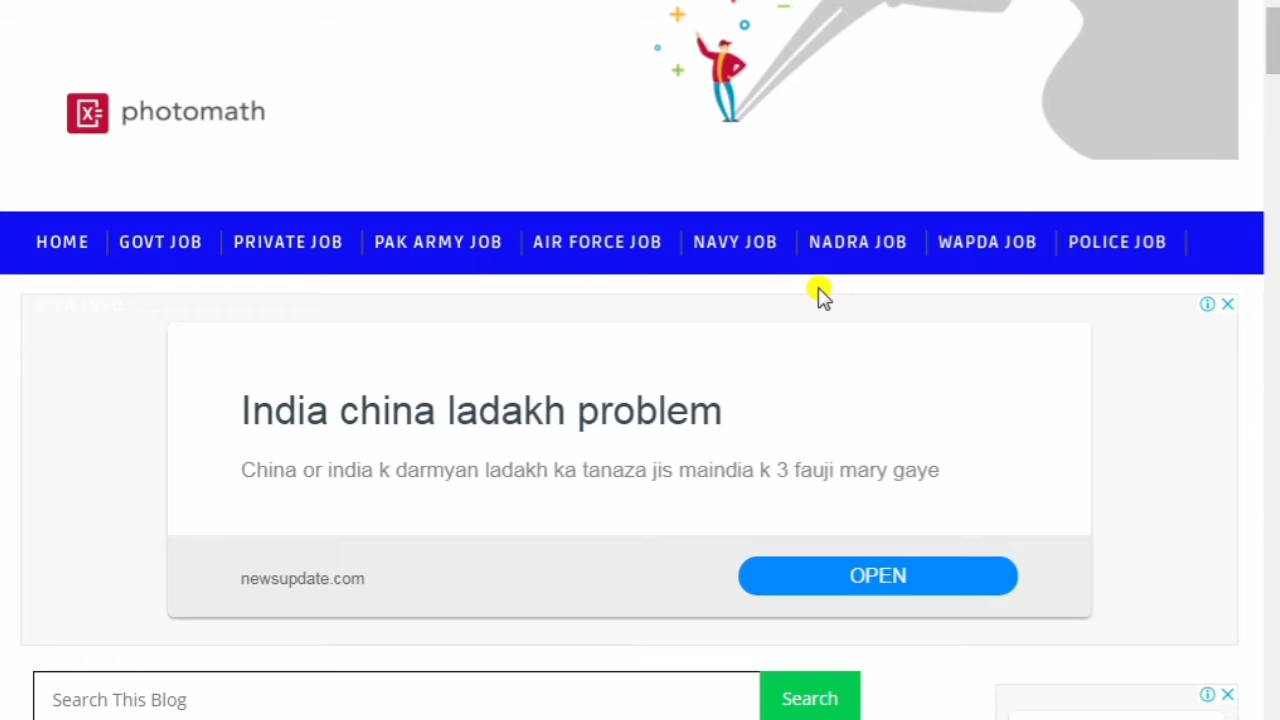 photomath
HOME GOVT JOB PRIVATE JOB PAK ARMY JOB AIR FORCE JOB NAVY JOB NADRA JOB WAPDA JOB POLICE JOB
India china ladakh problem
China or india k darmyan ladakh ka tanaza jis maindia k 3 fauji mary gaye
newsupdate.com
OPEN
Search This Blog
Search